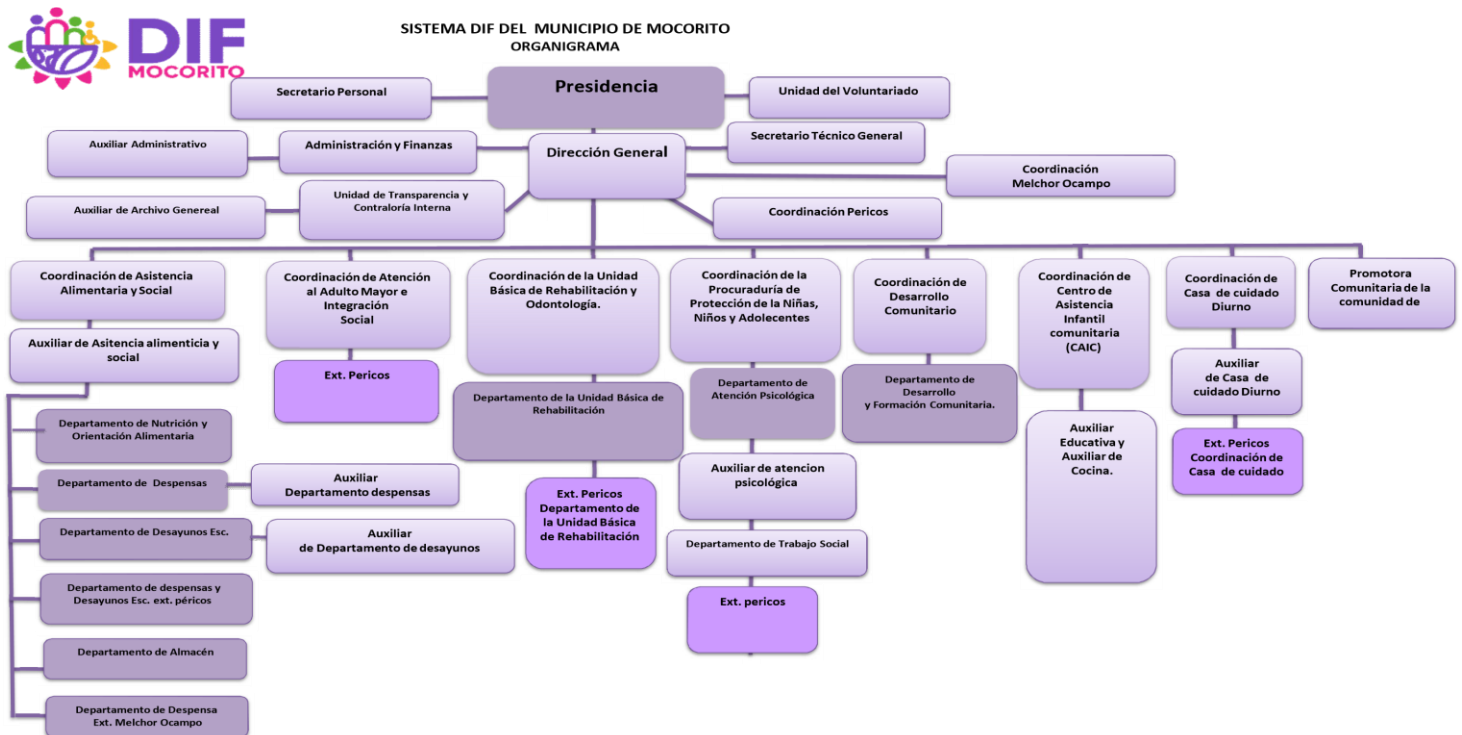 DIF
MOCORITO
SISTEMA DIF DEL MUNICIPIO DE MOCORITO
ORGANIGRAMA
Presidencia
Secretario Personal
Unidad del Voluntariado
Auxiliar Administrativo
Administración y Finanzas
Dirección General
Secretario Técnico General
Coordinación
Melchor Ocampo
Auxiliar de Archivo Genereal
Unidad de Transparencia y
Contraloría Interna
Coordinación Pericos
Coordinación de Asistencia
Alimentaria y Social
Coordinación de Atención
al Adulto Mayor e
Integración
Social
Coordinación de la Unidad
Básica de Rehabilitación y
Odontología.
Coordinación de la
Procuraduría de
Protección de la Niñas,
Niños y Adolecentes
Coordinación de
Desarrollo
Comunitario
Coordinación de
Centro de
Asistencia
Infantil
comunitaria
(CAIC)
Coordinación de
Casa de cuidado
Diurno
Promotora
Comunitaria de la
comunidad de
Auxiliar de Asitencia alimenticia y
social
Ext. Pericos
Departamento de la Unidad Básica de
Rehabilitación
Departamento de
Atención Psicológica
Departamento de
Desarrollo
y Formación Comunitaria.
Auxiliar
de Casa de
cuidado Diurno
Departamento de Nutrición y
Orientación Alimentaria
Auxiliar
Educativa y
Auxiliar de
Cocina.
Ext. Pericos
Coordinación de
Casa de cuidado
Departamento de Despensas
Auxiliar
Departamento despensas
Ext. Pericos
Departamento de
la Unidad Básica
de Rehabilitación
Auxiliar de atencion
psicológica
Departamento de Desayunos Esc.
Auxiliar
de Departamento de desayunos
Departamento de Trabajo Social
Departamento de despensas y
Desayunos Esc. ext. péricos
Ext. pericos
Departamento de Almacén
Departamento de Despensa
Ext. Melchor Ocampo